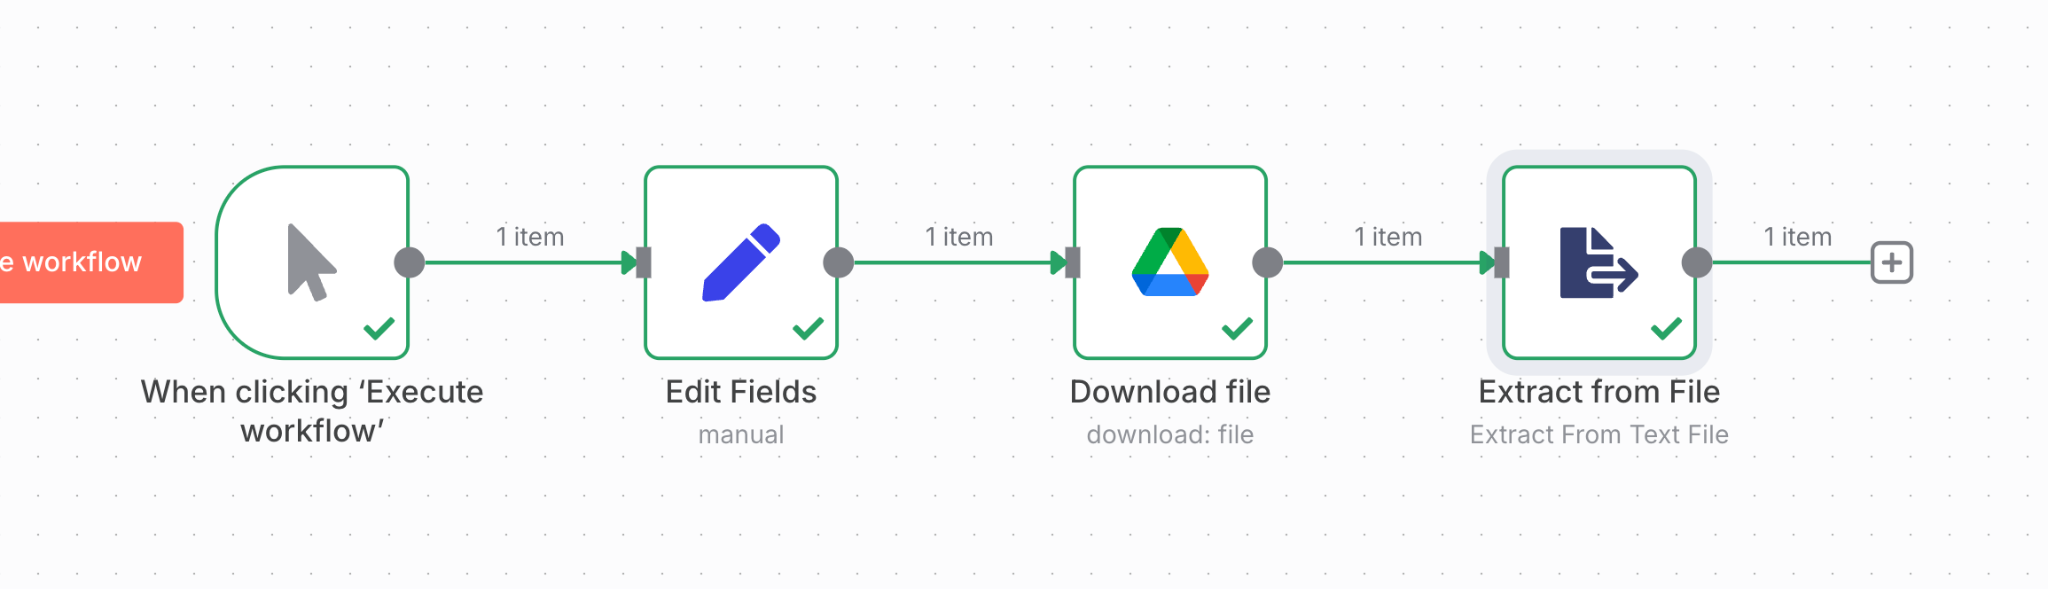 e workflow
1 item
1 item
1 item
1 item
When clicking ‘Execute
workflow’
Edit Fields
manual
Download file
download: file
Extract from File
Extract From Text File